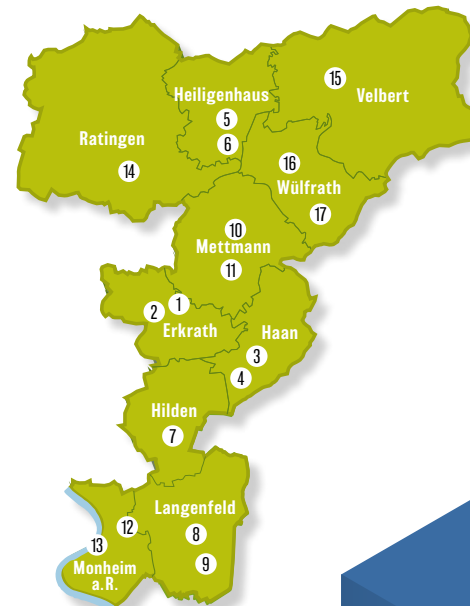 15
Heiligenhaus
Velbert
5
Ratingen
6
14
16
Wülfrath
17
10
Mettmann
11
1
2
Erkrath
Haan
3
4
Hilden
7
Langenfeld
12
8
13
Monheim
a.R.
9